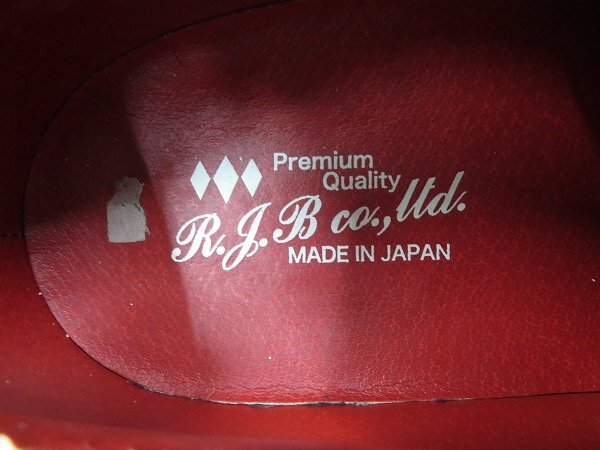 Premium
Quality
R.J.B co.,ltd.
MADE IN JAPAN